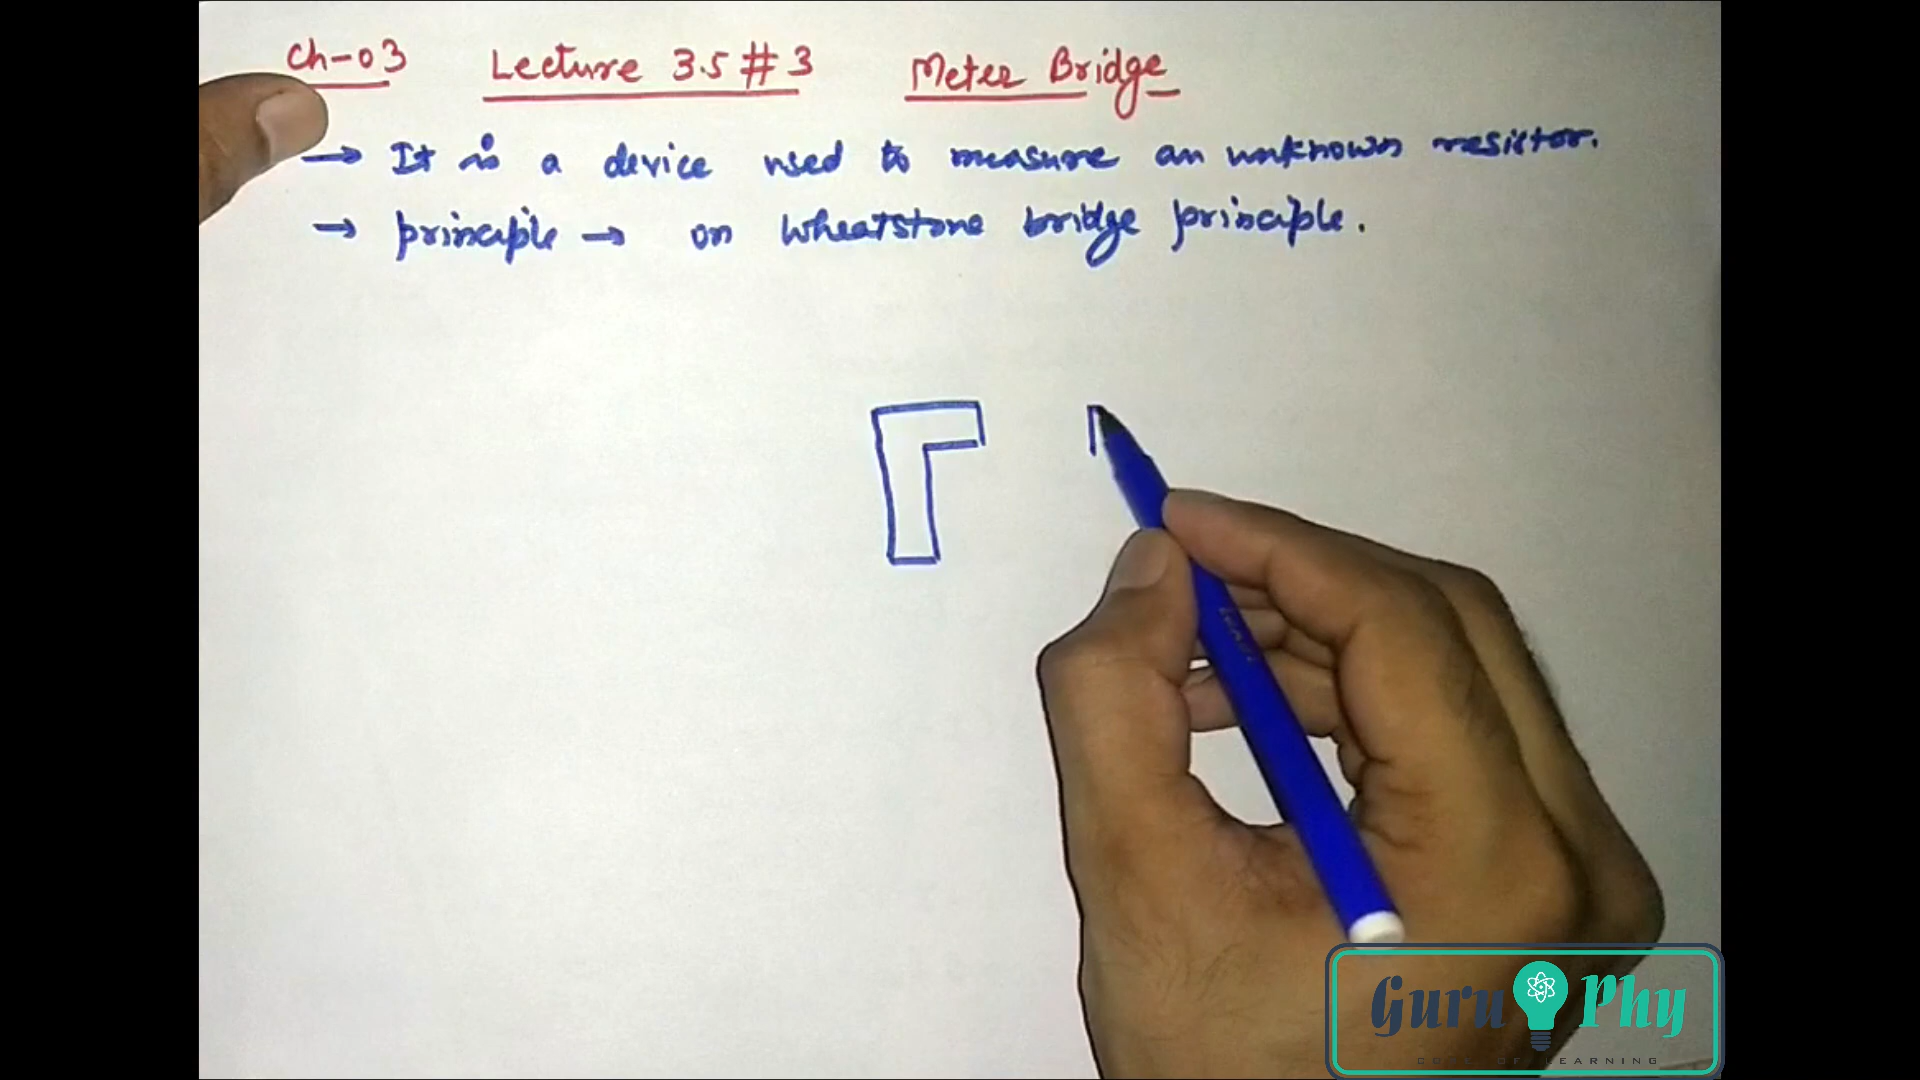 Ch-03 Lecture 3.5 # 3 Meter Bridge
→ It is a device used to measure an unknown resistor.
→ principle → on wheatstone bridge principle.
Guru Phy